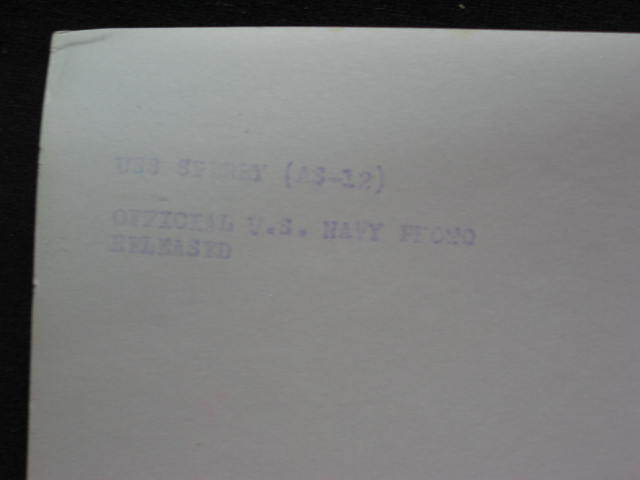 USS SPERRY (AS-12)
OFFICIAL U.S. NAVY PHOTO
RELEASED